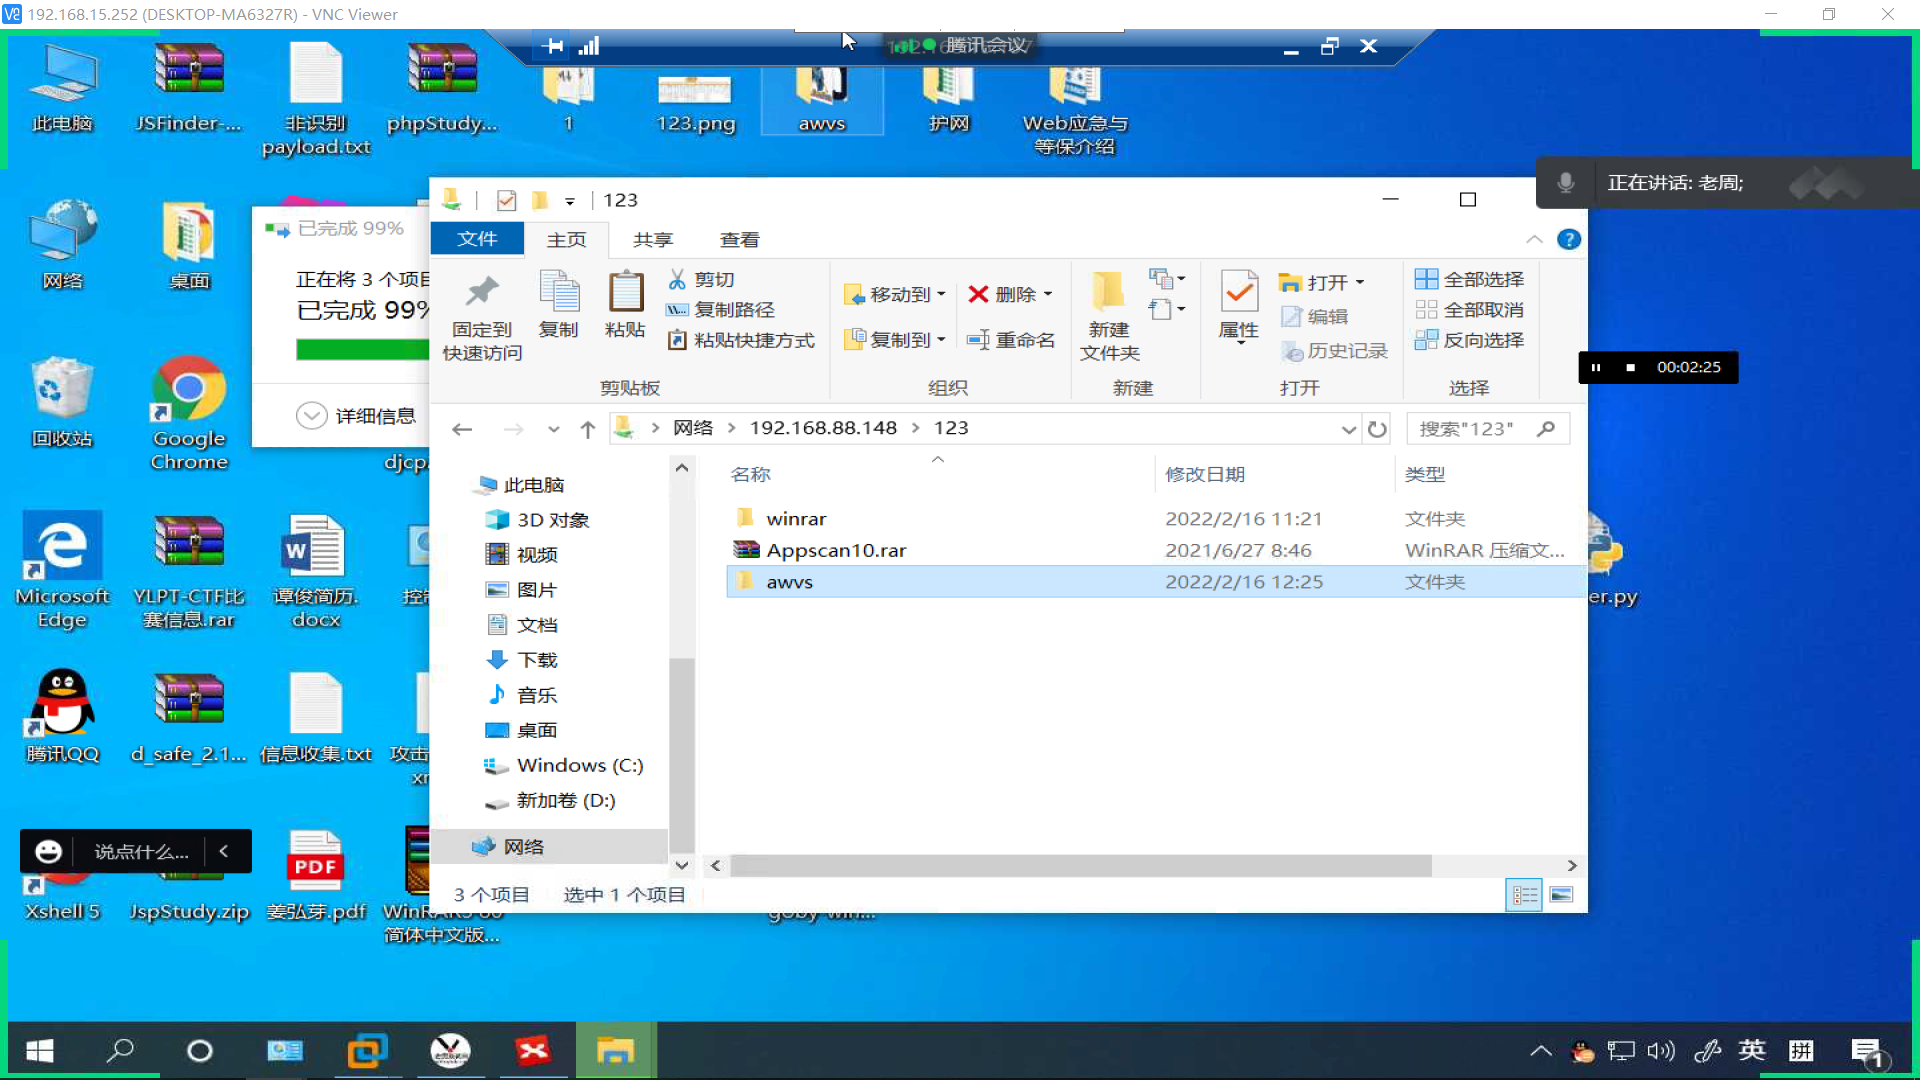 192.168.15.252 (DESKTOP-MA6327R) - VNC Viewer
腾讯会议
此电脑
JSFinder-...
非识别
payload.txt
phpStudy...
1
123.png
awvs
护网
Web应急与
等保介绍
正在讲话: 老周;
已完成 99%
正在将 3 个项目
已完成 99%
详细信息
123
文件
主页
共享
查看
固定到
快速访问
复制
粘贴
剪切
复制路径
粘贴快捷方式
剪贴板
移动到
复制到
删除
重命名
组织
新建
文件夹
新建
属性
打开
编辑
历史记录
打开
全部选择
全部取消
反向选择
选择
00:02:25
网络
192.168.88.148
123
搜索"123"
名称
修改日期
类型
winrar
2022/2/16 11:21
文件夹
Appscan10.rar
2021/6/27 8:46
WinRAR 压缩文...
awvs
2022/2/16 12:25
文件夹
此电脑
3D 对象
视频
图片
文档
下载
音乐
桌面
Windows (C:)
新加卷 (D:)
网络
3 个项目
选中 1 个项目
网络
桌面
回收站
Google
Chrome
djcp.
Microsoft
Edge
YLPT-CTF比
赛信息.rar
谭俊简历.
docx
er.py
腾讯QQ
d_safe_2.1...
信息收集.txt
攻击
说点什么...
PDF
Xshell 5
JspStudy.zip
姜弘芽.pdf
简体中文版...
英
拼
1